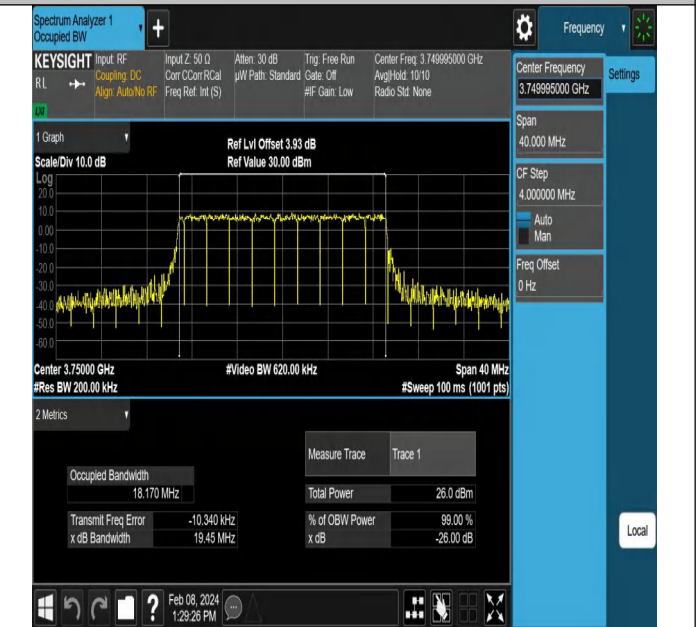 Spectrum Analyzer 1
Occupied BW
+
Frequency
KEYSIGHT
Input: RF
Coupling: DC
Align: Auto/No RF
Input Z: 50 Ω
Corr CCorr RCal
Freq Ref: Int (S)
Atten: 30 dB
µW Path: Standard
Trig: Free Run
Gate: Off
#IF Gain: Low
Center Freq: 3.749995000 GHz
Avg|Hold: 10/10
Radio Std: None
RL
LXI
Center Frequency
3.749995000 GHz
Settings
Span
40.000 MHz
CF Step
4.000000 MHz
Auto
Man
Freq Offset
0 Hz
1 Graph
Scale/Div 10.0 dB
Ref Lvl Offset 3.93 dB
Ref Value 30.00 dBm
Log
20.0
10.0
0.00
-10.0
-20.0
-30.0
-40.0
-50.0
-60.0
Center 3.75000 GHz
#Video BW 620.00 kHz
Span 40 MHz
#Res BW 200.00 kHz
#Sweep 100 ms (1001 pts)
2 Metrics
Measure Trace
Trace 1
Occupied Bandwidth
18.170 MHz
Total Power
26.0 dBm
Transmit Freq Error
-10.340 kHz
% of OBW Power
99.00 %
x dB Bandwidth
19.45 MHz
x dB
-26.00 dB
Local
?
Feb 08, 2024
1:29:26 PM